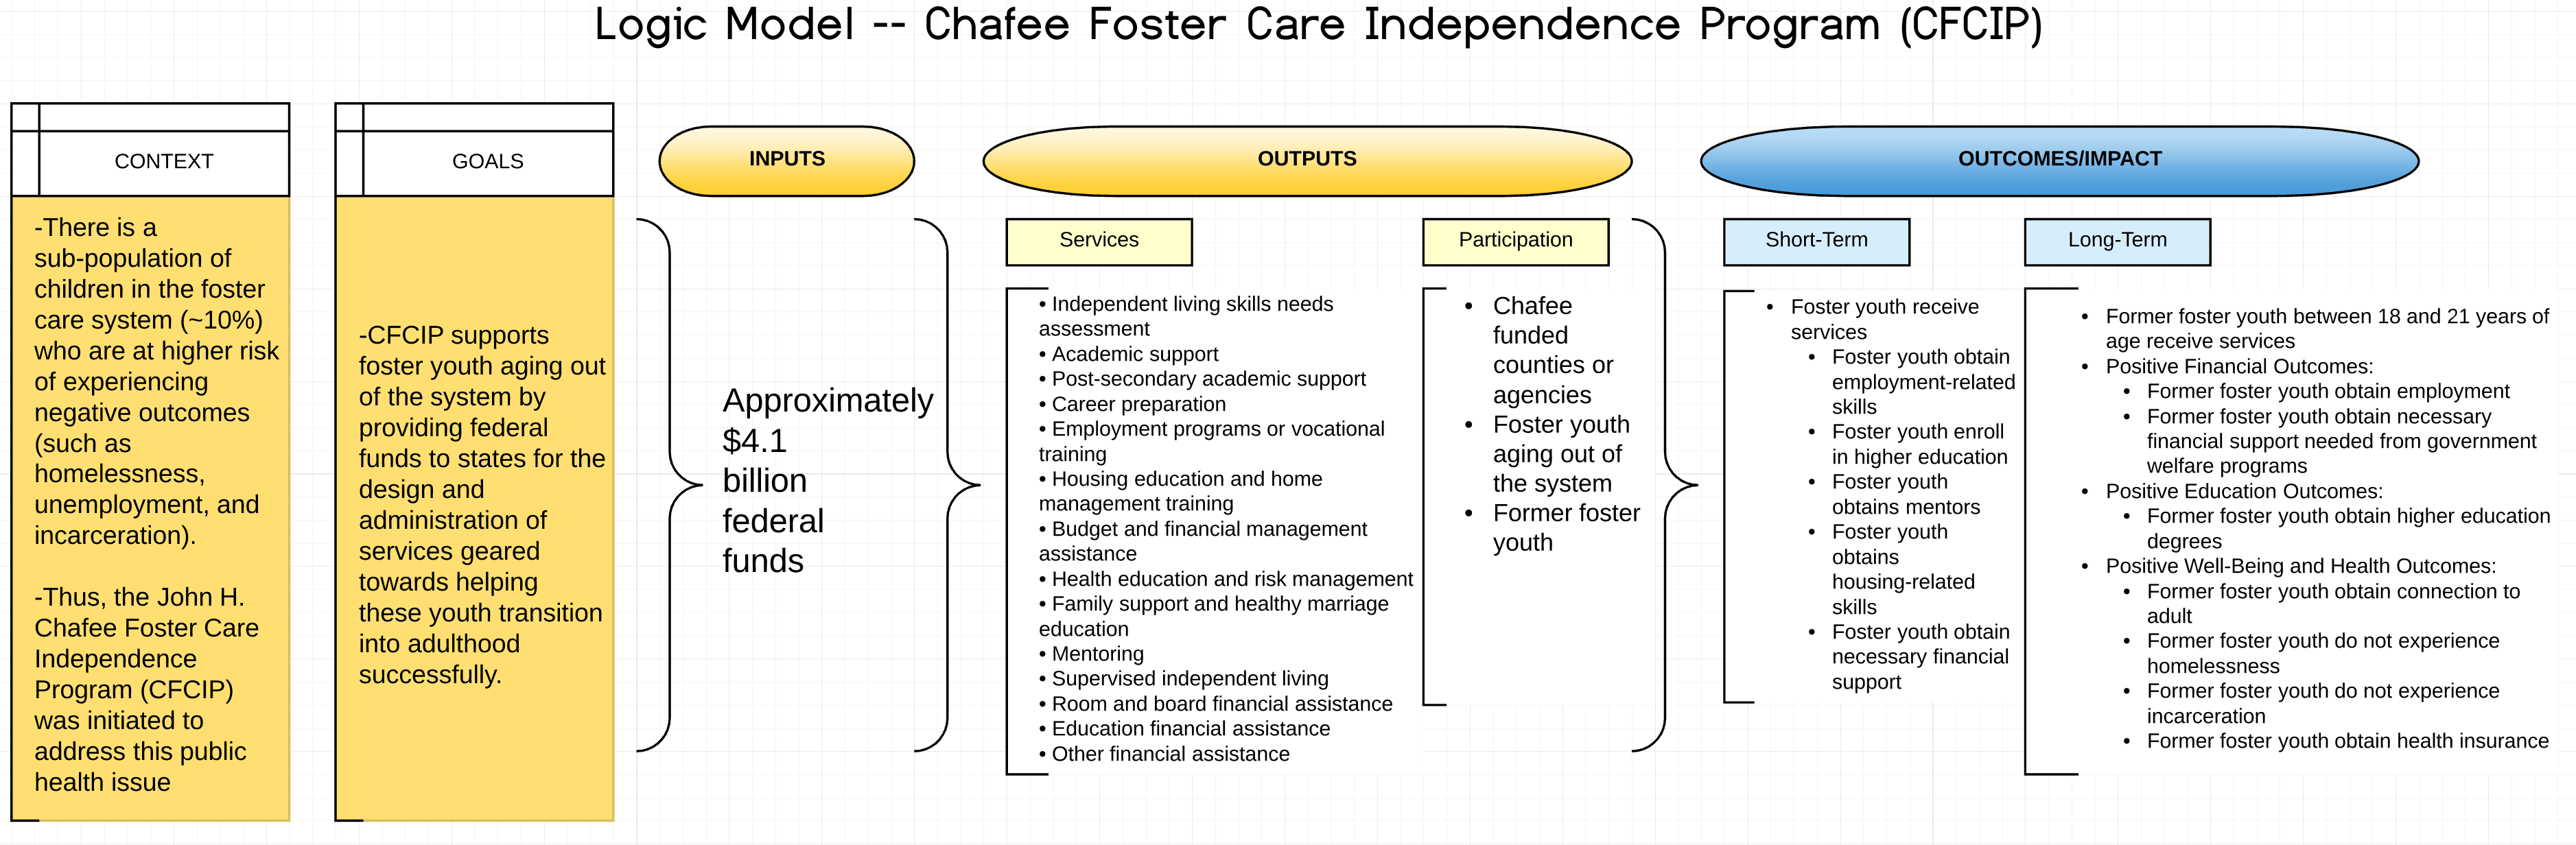 Logic Model -- Chafee Foster Care Independence Program (CFCIP)
CONTEXT
-There is a
sub-population of
children in the foster
care system (~10%)
who are at higher risk
of experiencing
negative outcomes
(such as
homelessness,
unemployment, and
incarceration).
-Thus, the John H.
Chafee Foster Care
Independence
Program (CFCIP)
was initiated to
address this public
health issue
GOALS
-CFCIP supports
foster youth aging out
of the system by
providing federal
funds to states for the
design and
administration of
services geared
towards helping
these youth transition
into adulthood
successfully.
INPUTS
Approximately
$4.1
billion
federal
funds
OUTPUTS
Services
• Independent living skills needs
assessment
• Academic support
• Post-secondary academic support
• Career preparation
• Employment programs or vocational
training
• Housing education and home
management training
• Budget and financial management
assistance
• Health education and risk management
• Family support and healthy marriage
education
• Mentoring
• Supervised independent living
• Room and board financial assistance
• Education financial assistance
• Other financial assistance
Participation
• Chafee
funded
counties or
agencies
• Foster youth
aging out of
the system
• Former foster
youth
OUTCOMES/IMPACT
Short-Term
• Foster youth receive
services
• Foster youth obtain
employment-related
skills
• Foster youth enroll
in higher education
• Foster youth
obtains mentors
• Foster youth
obtains
housing-related
skills
• Foster youth obtain
necessary financial
support
Long-Term
• Former foster youth between 18 and 21 years of
age receive services
• Positive Financial Outcomes:
• Former foster youth obtain employment
• Former foster youth obtain necessary
financial support needed from government
welfare programs
• Positive Education Outcomes:
• Former foster youth obtain higher education
degrees
• Positive Well-Being and Health Outcomes:
• Former foster youth obtain connection to
adult
• Former foster youth do not experience
homelessness
• Former foster youth do not experience
incarceration
• Former foster youth obtain health insurance